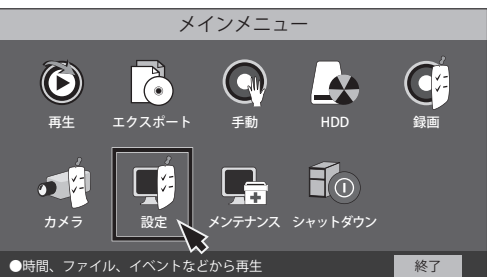 メインメニュー
再生 エクスポート 手動 HDD 録画
カメラ 設定 メンテナンス シャットダウン
●時間、ファイル、イベントなどから再生 終了